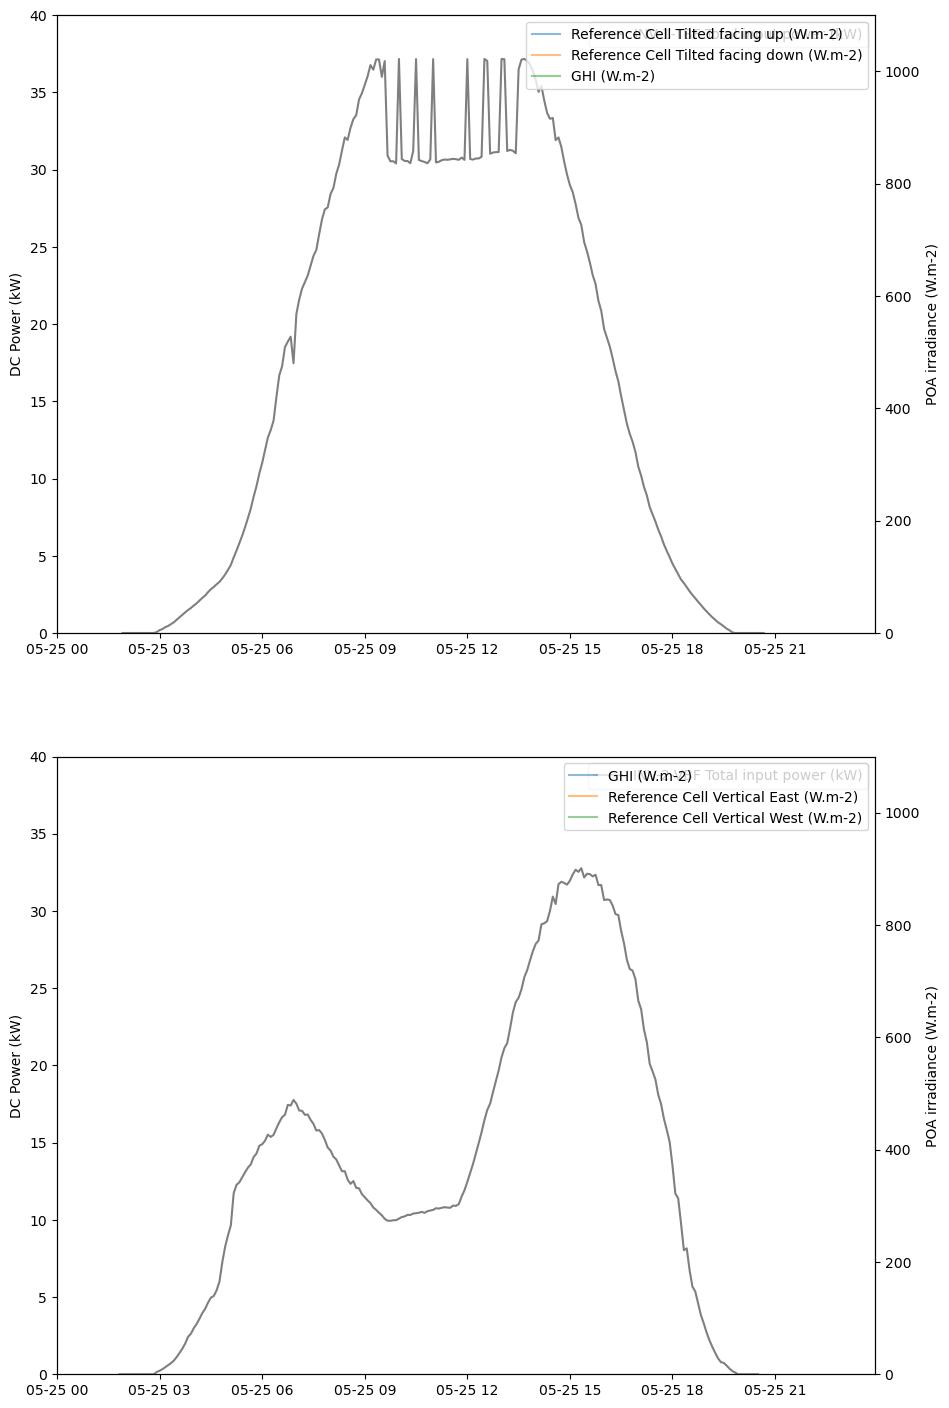 40
35
30
25
20
15
10
5
0
DC Power (kW)
Reference Cell Tilted facing up (W.m-2)
Reference Cell Tilted facing down (W.m-2)
GHI (W.m-2)
1000
800
600
400
200
0
POA irradiance (W.m-2)
05-25 00 05-25 03 05-25 06 05-25 09 05-25 12 05-25 15 05-25 18 05-25 21
40
35
30
25
20
15
10
5
0
DC Power (kW)
Total input power (kW)
GHI (W.m-2)
Reference Cell Vertical East (W.m-2)
Reference Cell Vertical West (W.m-2)
1000
800
600
400
200
0
POA irradiance (W.m-2)
05-25 00 05-25 03 05-25 06 05-25 09 05-25 12 05-25 15 05-25 18 05-25 21